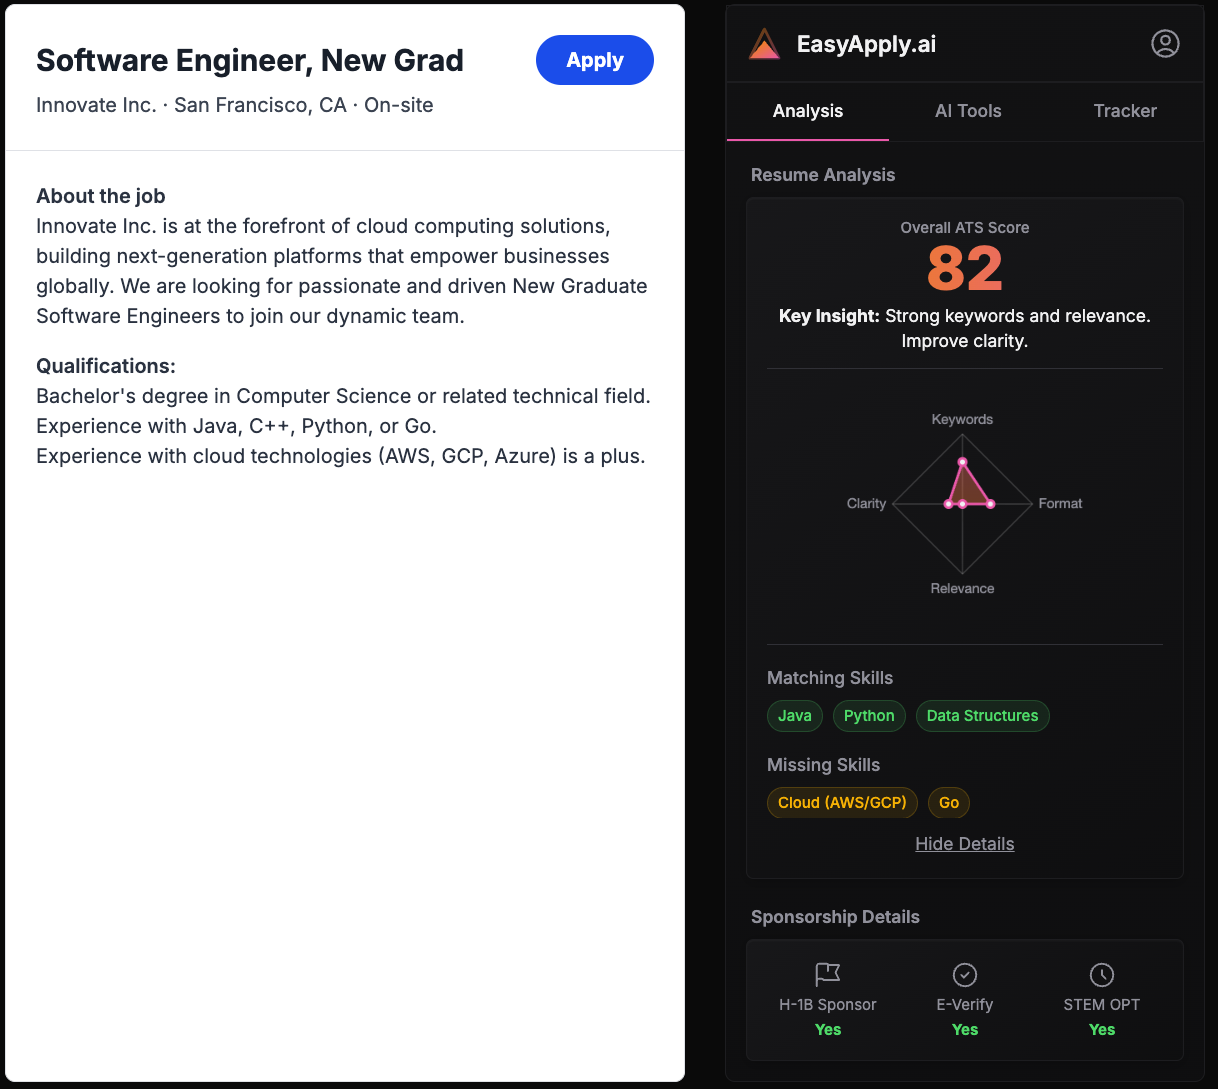 Software Engineer, New Grad
Apply
Innovate Inc. · San Francisco, CA · On-site
About the job
Innovate Inc. is at the forefront of cloud computing solutions,
building next-generation platforms that empower businesses
globally. We are looking for passionate and driven New Graduate
Software Engineers to join our dynamic team.
Qualifications:
Bachelor's degree in Computer Science or related technical field.
Experience with Java, C++, Python, or Go.
Experience with cloud technologies (AWS, GCP, Azure) is a plus.
EasyApply.ai
Analysis AI Tools Tracker
Resume Analysis
Overall ATS Score
82
Key Insight: Strong keywords and relevance.
Improve clarity.
Keywords
Clarity Format
Relevance
Matching Skills
Java Python Data Structures
Missing Skills
Cloud (AWS/GCP) Go
Hide Details
Sponsorship Details
H-1B Sponsor E-Verify STEM OPT
Yes Yes Yes